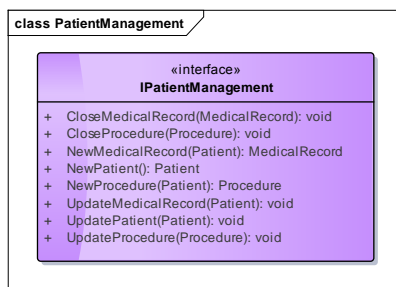 class PatientManagement
«interface»
IPatientManagement
+ CloseMedicalRecord(MedicalRecord): void
+ CloseProcedure(Procedure): void
+ NewMedicalRecord(Patient): MedicalRecord
+ NewPatient(): Patient
+ NewProcedure(Patient): Procedure
+ UpdateMedicalRecord(Patient): void
+ UpdatePatient(Patient): void
+ UpdateProcedure(Procedure): void